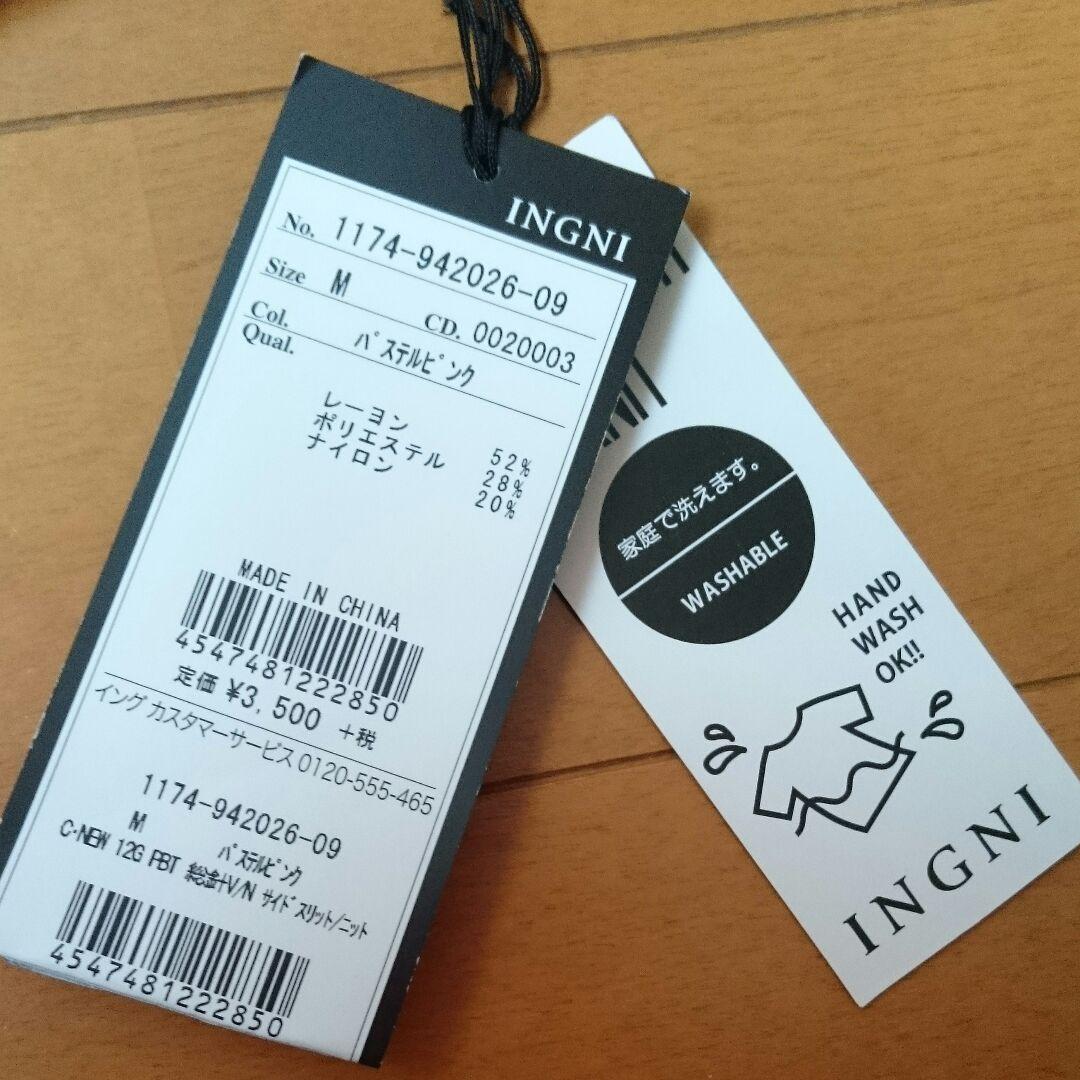 INGNI
No. 1174-942026-09
Size M CD. 0020003
Col. パステルピンク
Qual.
レーヨン 52%
ポリエステル 28%
ナイロン 20%
MADE IN CHINA
4547481222850
定価 ¥3,500 +税
イング カスタマーサービス 0120-555-465
1174-942026-09
M パステルピンク
C・NEW 12G PBT 総針V/N サイドスリット/ニット
4547481222850
家庭で洗えます。
WASHABLE
HAND
WASH
OK!!
INGNI